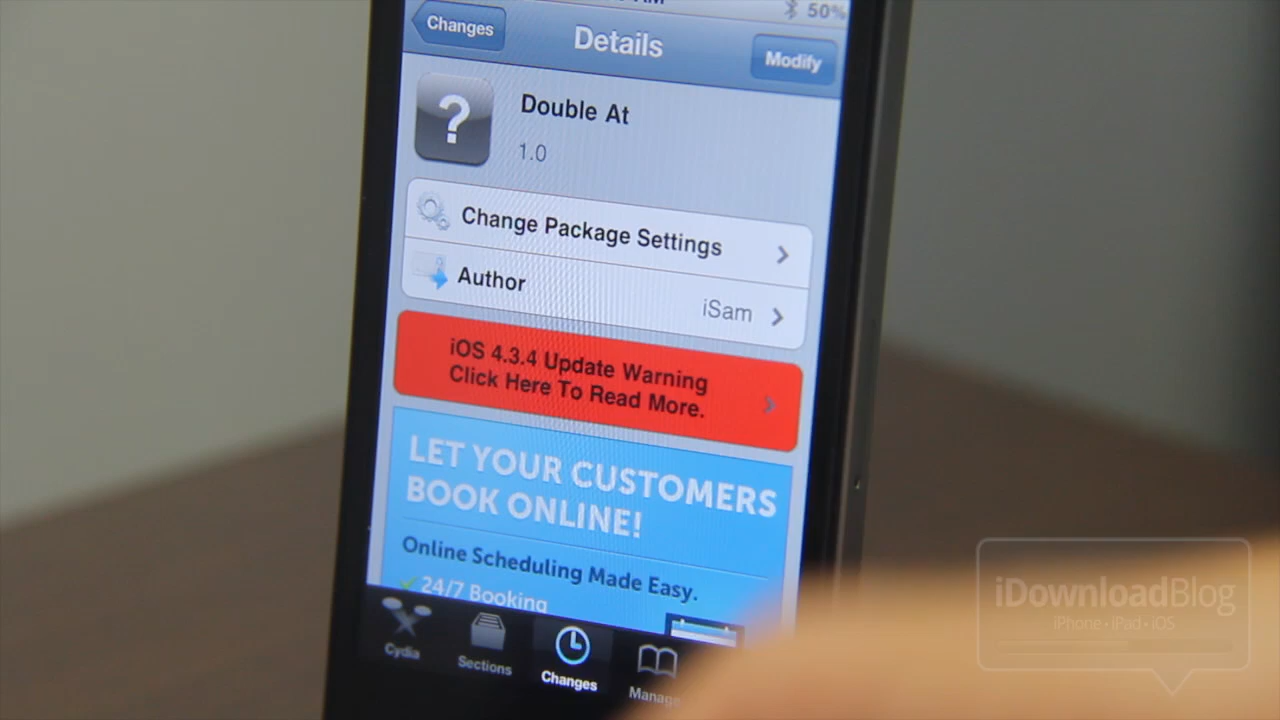 50%
Changes
Details
Modify
?
Double At
1.0
Change Package Settings
Author
iSam
iOS 4.3.4 Update Warning
Click Here To Read More.
LET YOUR CUSTOMERS
BOOK ONLINE!
Online Scheduling Made Easy.
24/7 Booking
Cydia
Sections
Changes
Manag
iDownloadBlog
iPhone • iPad • iOS